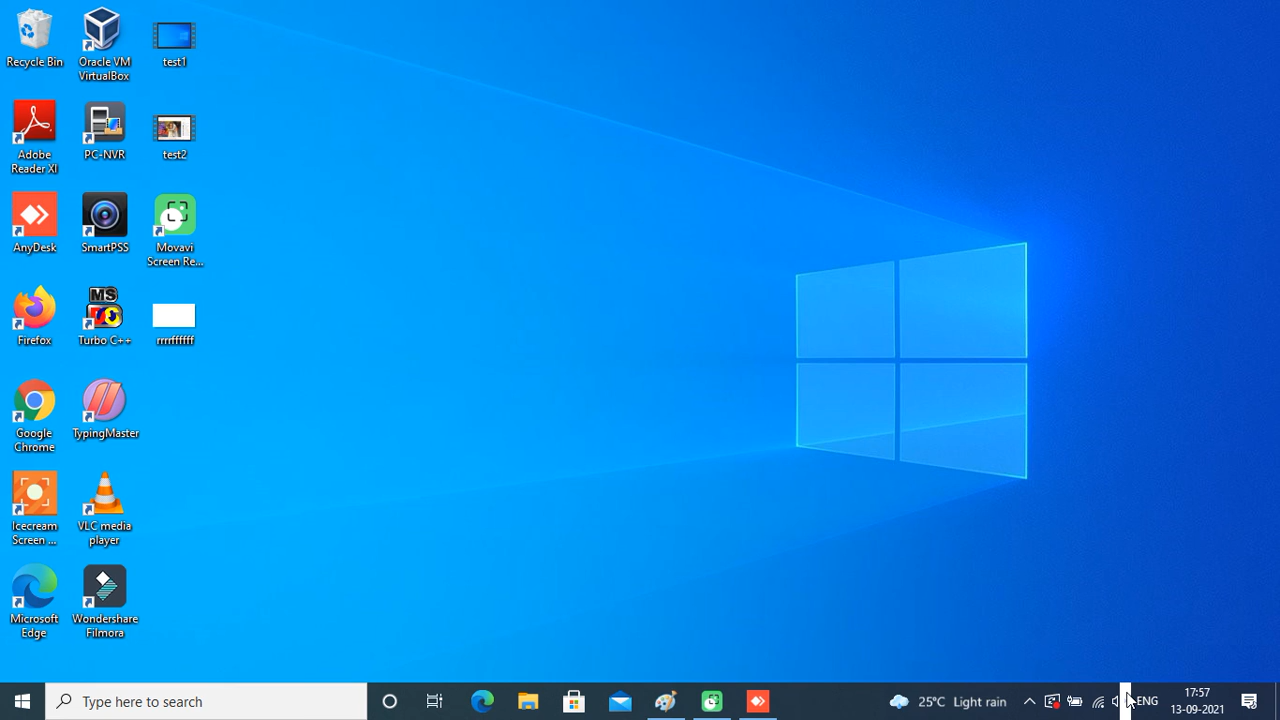 Recycle Bin
Oracle VM
VirtualBox
test1
Adobe
Reader XI
PC-NVR
test2
AnyDesk
SmartPSS
Movavi
Screen Re...
Firefox
MS
Turbo C++
rrrrffffff
Google
Chrome
TypingMaster
Icecream
Screen ...
VLC media
player
Microsoft
Edge
Wondershare
Filmora
Type here to search
25°C Light rain
ENG
17:57
13-09-2021